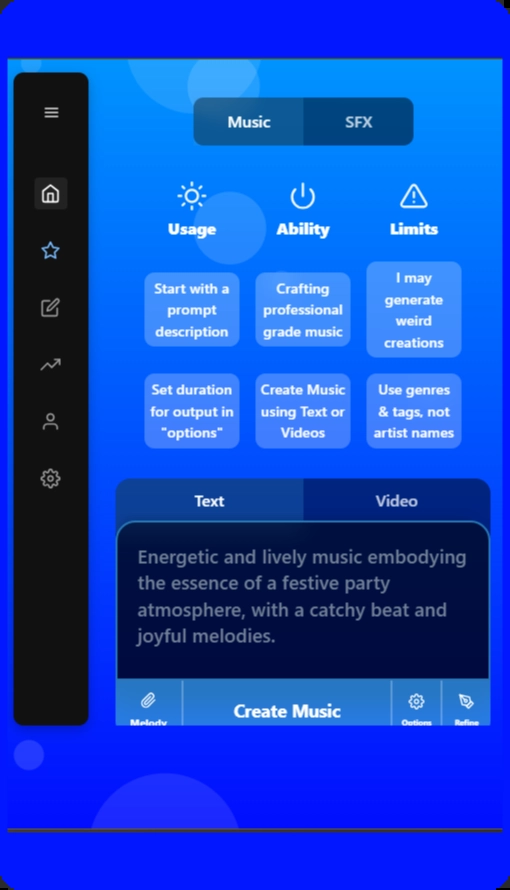 Music
SFX
Usage
Ability
Limits
Start with a
prompt
description
Crafting
professional
grade music
I may
generate
weird
creations
Set duration
for output in
"options"
Create Music
using Text or
Videos
Use genres
& tags, not
artist names
Text
Video
Energetic and lively music embodying
the essence of a festive party
atmosphere, with a catchy beat and
joyful melodies.
Melody
Create Music
Options
Refine